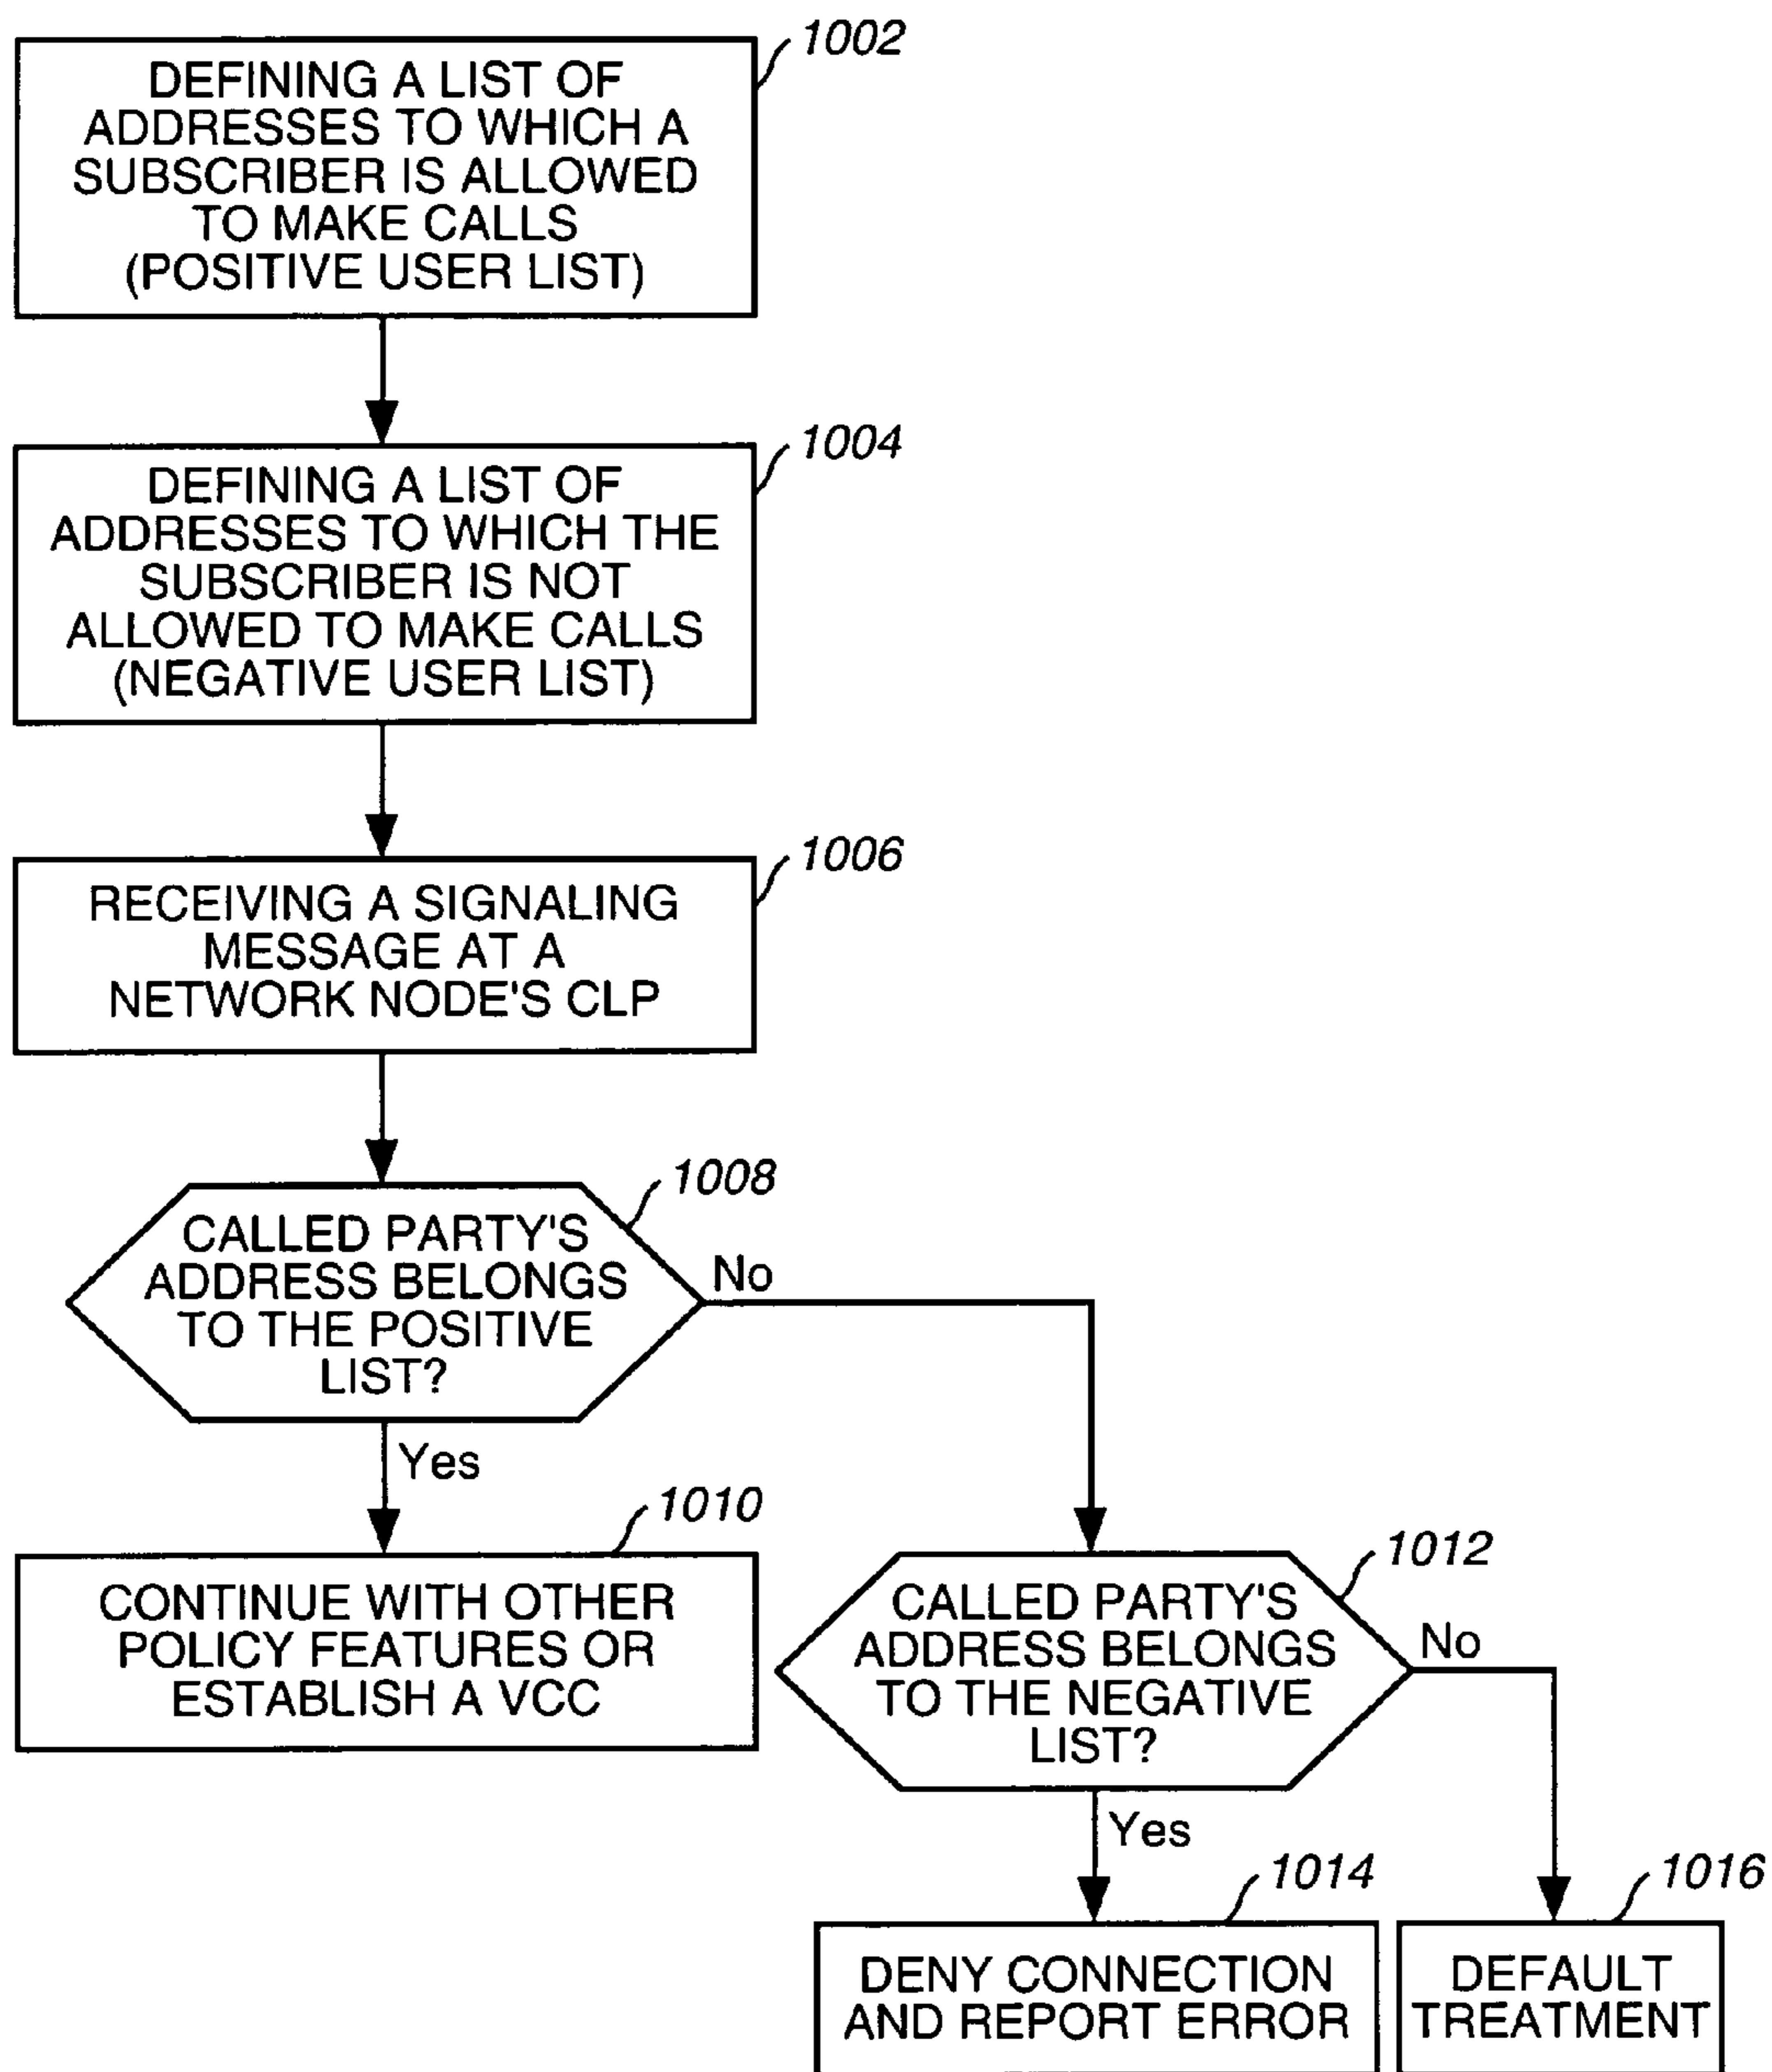 1002
DEFINING A LIST OF
ADDRESSES TO WHICH A
SUBSCRIBER IS ALLOWED
TO MAKE CALLS
(POSITIVE USER LIST)
1004
DEFINING A LIST OF
ADDRESSES TO WHICH THE
SUBSCRIBER IS NOT
ALLOWED TO MAKE CALLS
(NEGATIVE USER LIST)
1006
RECEIVING A SIGNALING
MESSAGE AT A
NETWORK NODE'S CLP
1008
CALLED PARTY'S
ADDRESS BELONGS
TO THE POSITIVE
LIST?
No
Yes
1010
CONTINUE WITH OTHER
POLICY FEATURES OR
ESTABLISH A VCC
1012
CALLED PARTY'S
ADDRESS BELONGS
TO THE NEGATIVE
LIST?
No
Yes
1014
DENY CONNECTION
AND REPORT ERROR
1016
DEFAULT
TREATMENT